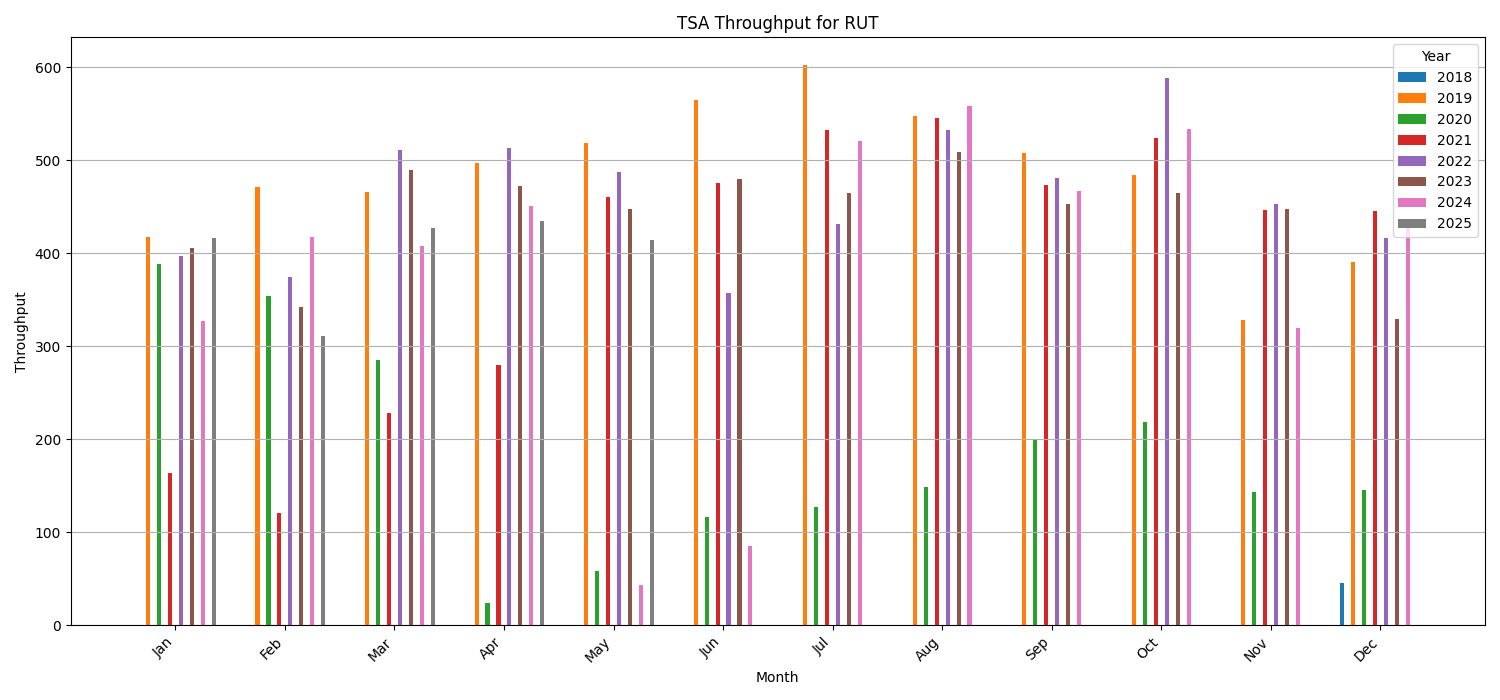 TSA Throughput for RUT
Year
2018
2019
2020
2021
2022
2023
2024
2025
Throughput
600
500
400
300
200
100
0
Jan
Feb
Mar
Apr
May
Jun
Jul
Aug
Sep
Oct
Nov
Dec
Month